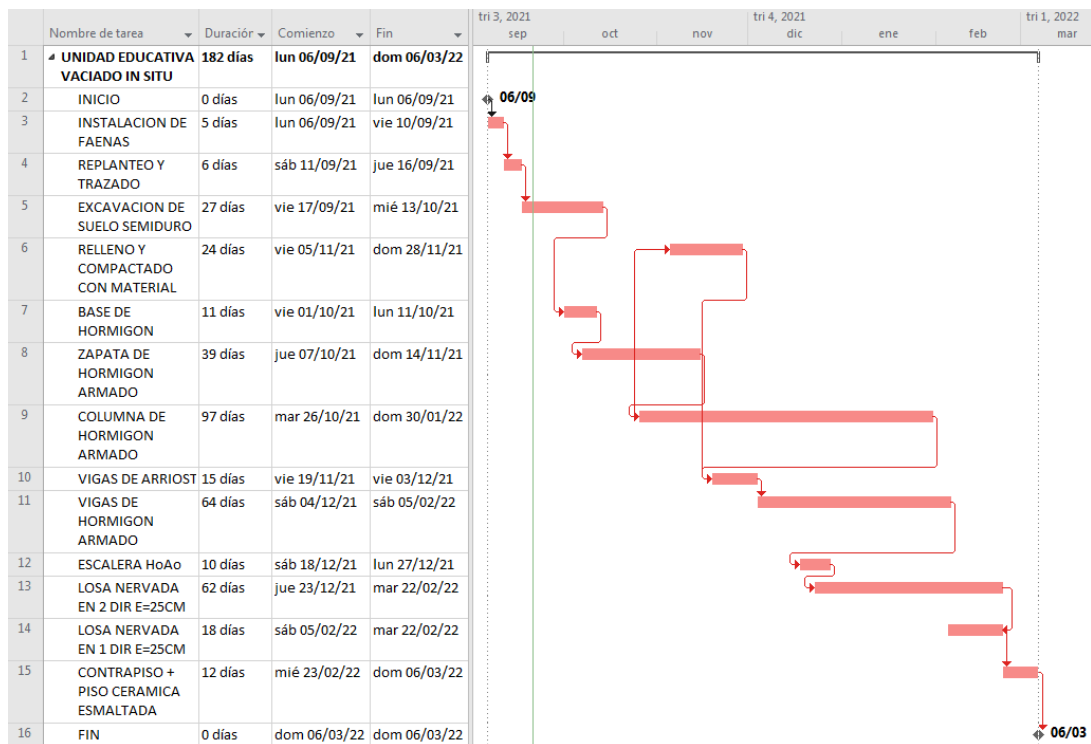 tri 3, 2021 tri 4, 2021 tri 1, 2022
Nombre de tarea Duración Comienzo Fin sep oct nov dic ene feb mar
1 UNIDAD EDUCATIVA 182 días lun 06/09/21 dom 06/03/22
VACIADO IN SITU
2 INICIO 0 días lun 06/09/21 lun 06/09/21 06/09
3 INSTALACION DE 5 días lun 06/09/21 vie 10/09/21
FAENAS
4 REPLANTEO Y 6 días sáb 11/09/21 jue 16/09/21
TRAZADO
5 EXCAVACION DE 27 días vie 17/09/21 mié 13/10/21
SUELO SEMIDURO
6 RELLENO Y 24 días vie 05/11/21 dom 28/11/21
COMPACTADO
CON MATERIAL
7 BASE DE 11 días vie 01/10/21 lun 11/10/21
HORMIGON
8 ZAPATA DE 39 días jue 07/10/21 dom 14/11/21
HORMIGON
ARMADO
9 COLUMNA DE 97 días mar 26/10/21 dom 30/01/22
HORMIGON
ARMADO
10 VIGAS DE ARRIOST 15 días vie 19/11/21 vie 03/12/21
11 VIGAS DE 64 días sáb 04/12/21 sáb 05/02/22
HORMIGON
ARMADO
12 ESCALERA HoAo 10 días sáb 18/12/21 lun 27/12/21
13 LOSA NERVADA 62 días jue 23/12/21 mar 22/02/22
EN 2 DIR E=25CM
14 LOSA NERVADA 18 días sáb 05/02/22 mar 22/02/22
EN 1 DIR E=25CM
15 CONTRAPISO + 12 días mié 23/02/22 dom 06/03/22
PISO CERAMICA
ESMALTADA
16 FIN 0 días dom 06/03/22 dom 06/03/22 06/03